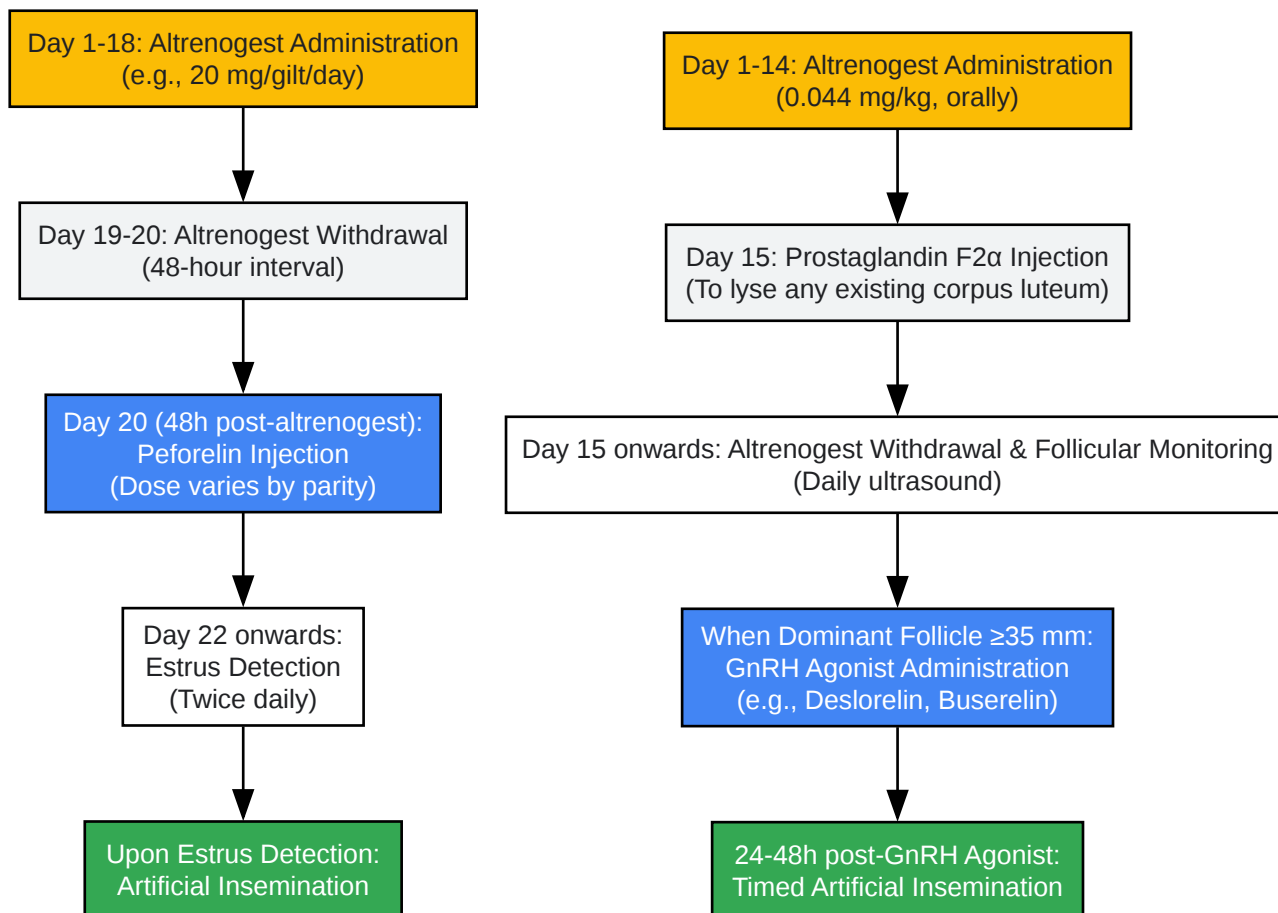 Day 1-18: Altrenogest Administration
(e.g., 20 mg/gilt/day)
Day 19-20: Altrenogest Withdrawal
(48-hour interval)
Day 20 (48h post-altrenogest):
Peforelin Injection
(Dose varies by parity)
Day 22 onwards:
Estrus Detection
(Twice daily)
Upon Estrus Detection:
Artificial Insemination
Day 1-14: Altrenogest Administration
(0.044 mg/kg, orally)
Day 15: Prostaglandin F2α Injection
(To lyse any existing corpus luteum)
Day 15 onwards: Altrenogest Withdrawal & Follicular Monitoring
(Daily ultrasound)
When Dominant Follicle ≥35 mm:
GnRH Agonist Administration
(e.g., Deslorelin, Buserelin)
24-48h post-GnRH Agonist:
Timed Artificial Insemination